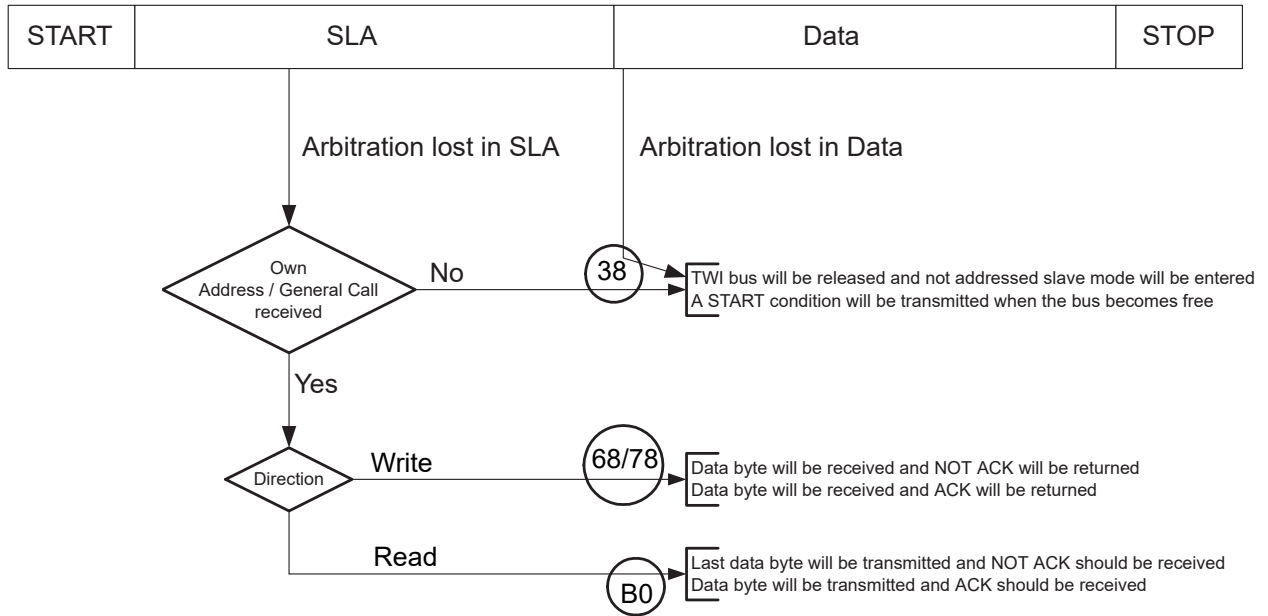 START SLA Data STOP
Arbitration lost in SLA Arbitration lost in Data
Own
Address / General Call
received
No
38
TWI bus will be released and not addressed slave mode will be entered
A START condition will be transmitted when the bus becomes free
Yes
Direction
Write
68/78
Data byte will be received and NOT ACK will be returned
Data byte will be received and ACK will be returned
Read
B0
Last data byte will be transmitted and NOT ACK should be received
Data byte will be transmitted and ACK should be received